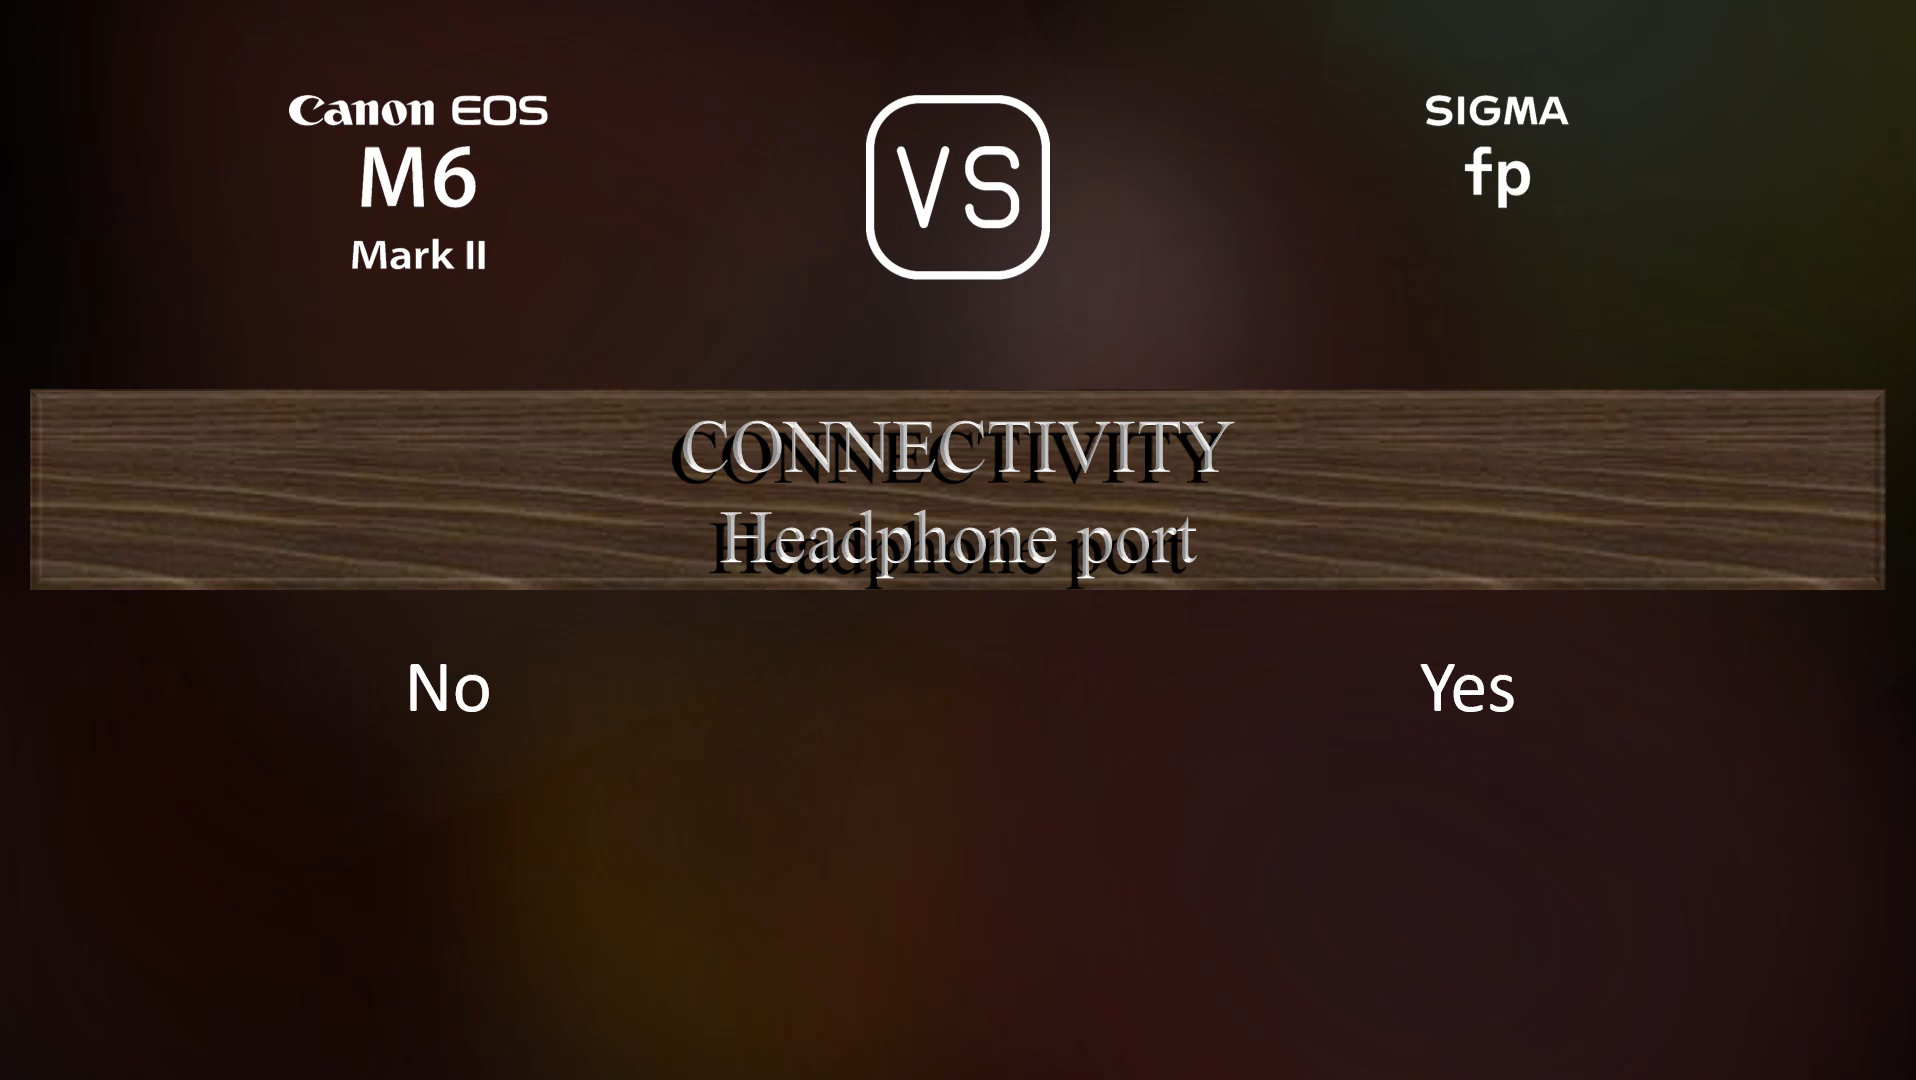 Canon EOS
M6
Mark II
VS
SIGMA
fp
CONNECTIVITY
Headphone port
No
Yes